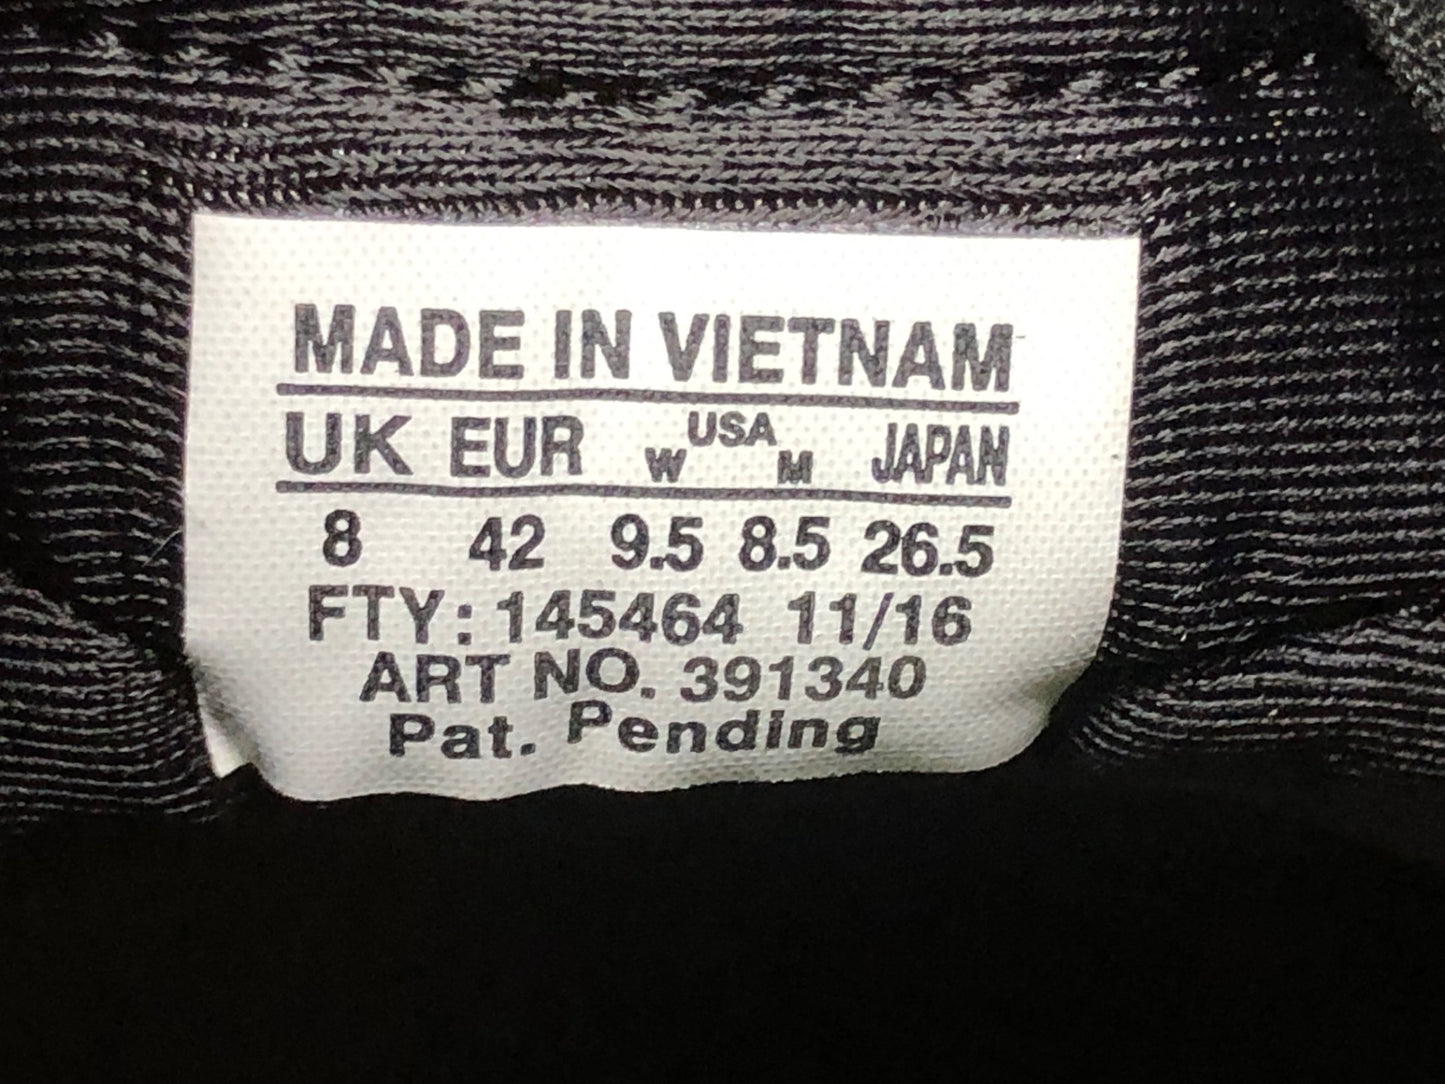 MADE IN VIETNAM
UK EUR W USA M JAPAN
8 42 9.5 8.5 26.5
FTY: 145464 11/16
ART NO. 391340
Pat. Pending